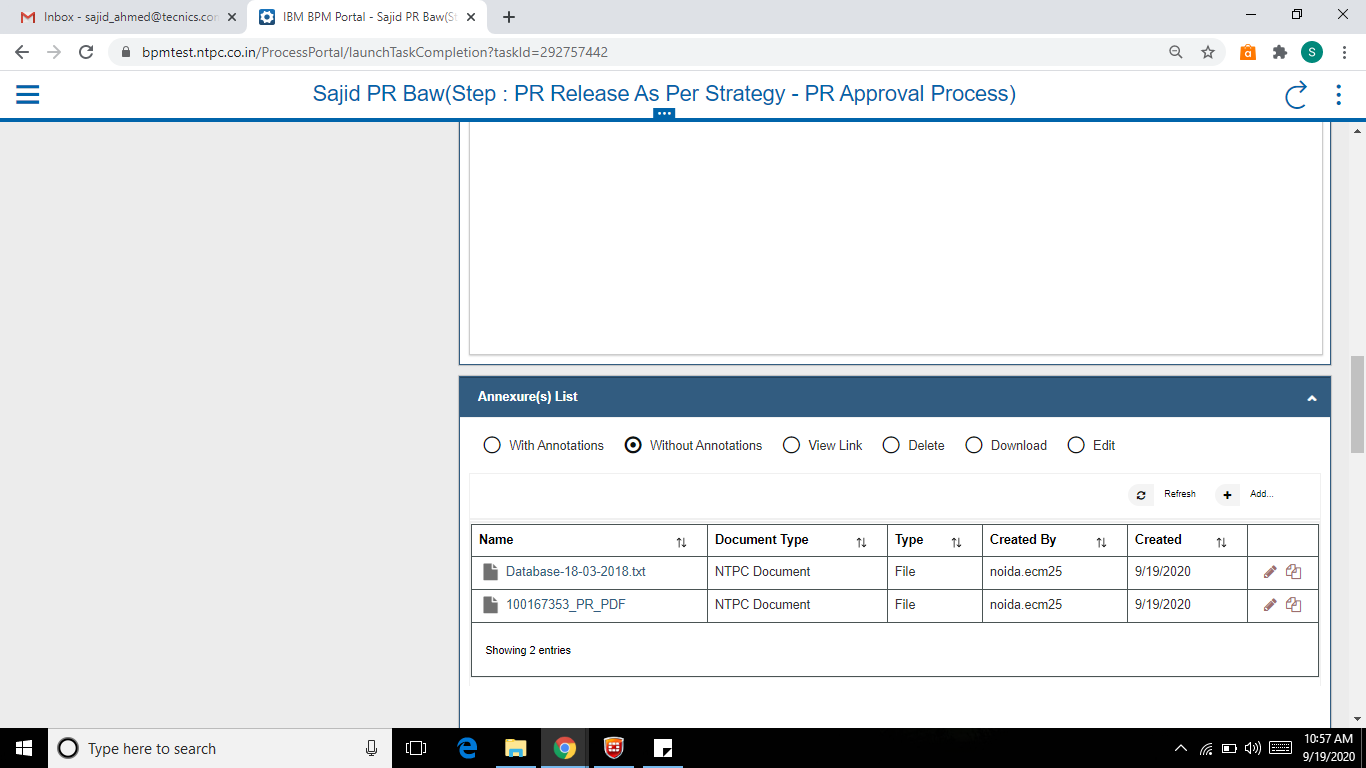 Inbox - sajid_ahmed@tecnics.con
IBM BPM Portal - Sajid PR Baw(St
bpmtest.ntpc.co.in/ProcessPortal/launchTaskCompletion?taskId=292757442
S
Sajid PR Baw(Step : PR Release As Per Strategy - PR Approval Process)
Annexure(s) List
With Annotations Without Annotations View Link Delete Download Edit
Refresh Add...
Name Document Type Type Created By Created
Database-18-03-2018.txt NTPC Document File noida.ecm25 9/19/2020
100167353_PR_PDF NTPC Document File noida.ecm25 9/19/2020
Showing 2 entries
Type here to search
10:57 AM
9/19/2020